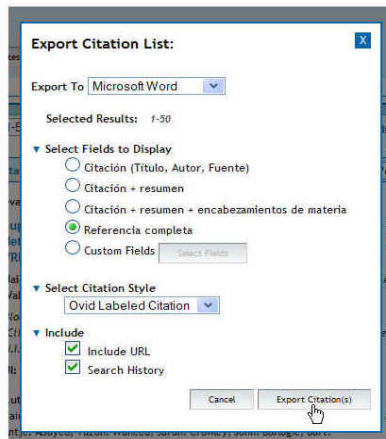 Export Citation List:
X
Export To Microsoft Word
Selected Results: 1-50
Select Fields to Display
Citación (Título, Autor, Fuente)
Citación + resumen
Citación + resumen + encabezamientos de materia
Referencia completa
Custom Fields Select Fields
Select Citation Style
Ovid Labeled Citation
Include
Include URL
Search History
Cancel Export Citation(s)